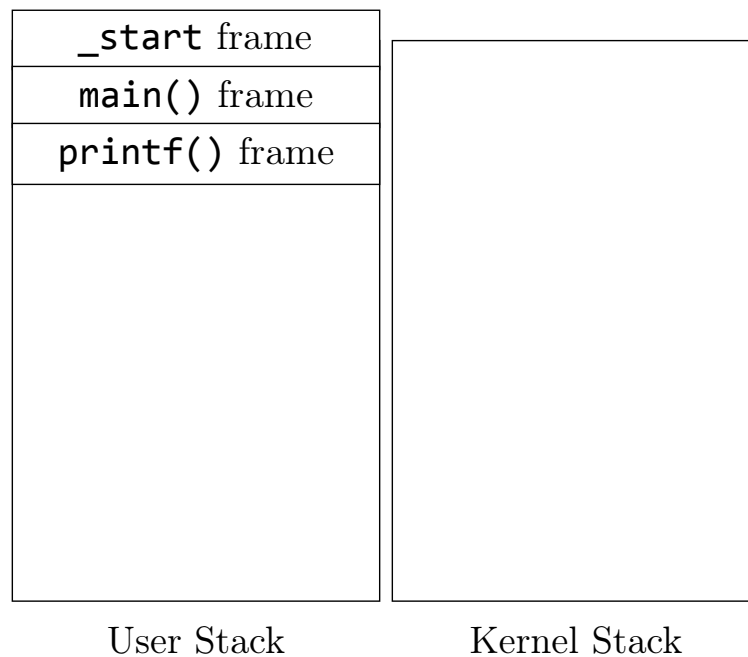 _start frame
main() frame
printf() frame
User Stack
Kernel Stack